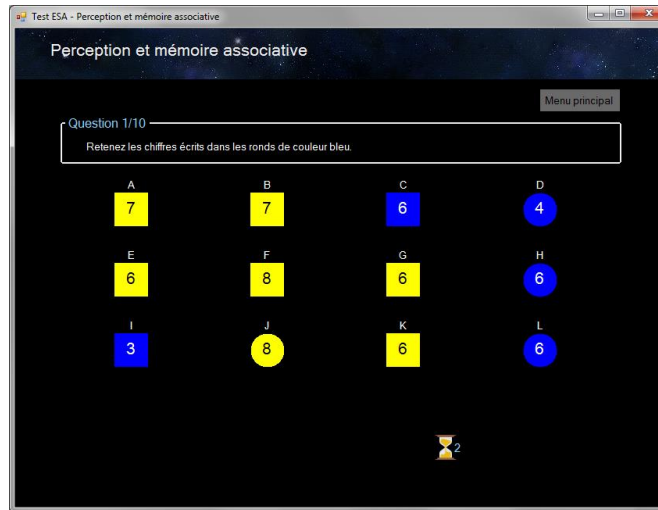 Test ESA - Perception et mémoire associative
Perception et mémoire associative
Menu principal
Question 1/10
Retenez les chiffres écrits dans les ronds de couleur bleu.
A B C D
7 7 6 4
E F G H
6 8 6 6
I J K L
3 8 6 6
2